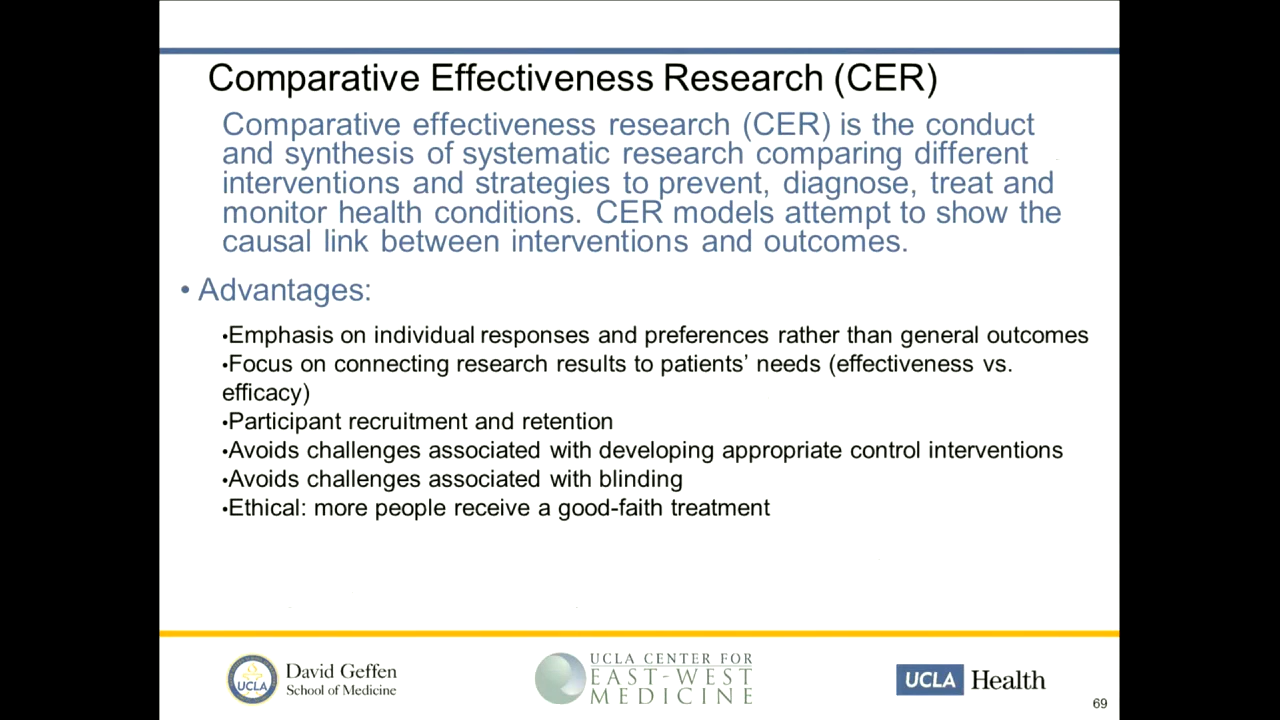 Comparative Effectiveness Research (CER)
Comparative effectiveness research (CER) is the conduct
and synthesis of systematic research comparing different
interventions and strategies to prevent, diagnose, treat and
monitor health conditions. CER models attempt to show the
causal link between interventions and outcomes.
• Advantages:
•Emphasis on individual responses and preferences rather than general outcomes
•Focus on connecting research results to patients’ needs (effectiveness vs.
efficacy)
•Participant recruitment and retention
•Avoids challenges associated with developing appropriate control interventions
•Avoids challenges associated with blinding
•Ethical: more people receive a good-faith treatment
UCLA
David Geffen
School of Medicine
UCLA CENTER FOR
EAST-WEST
MEDICINE
UCLA Health
69